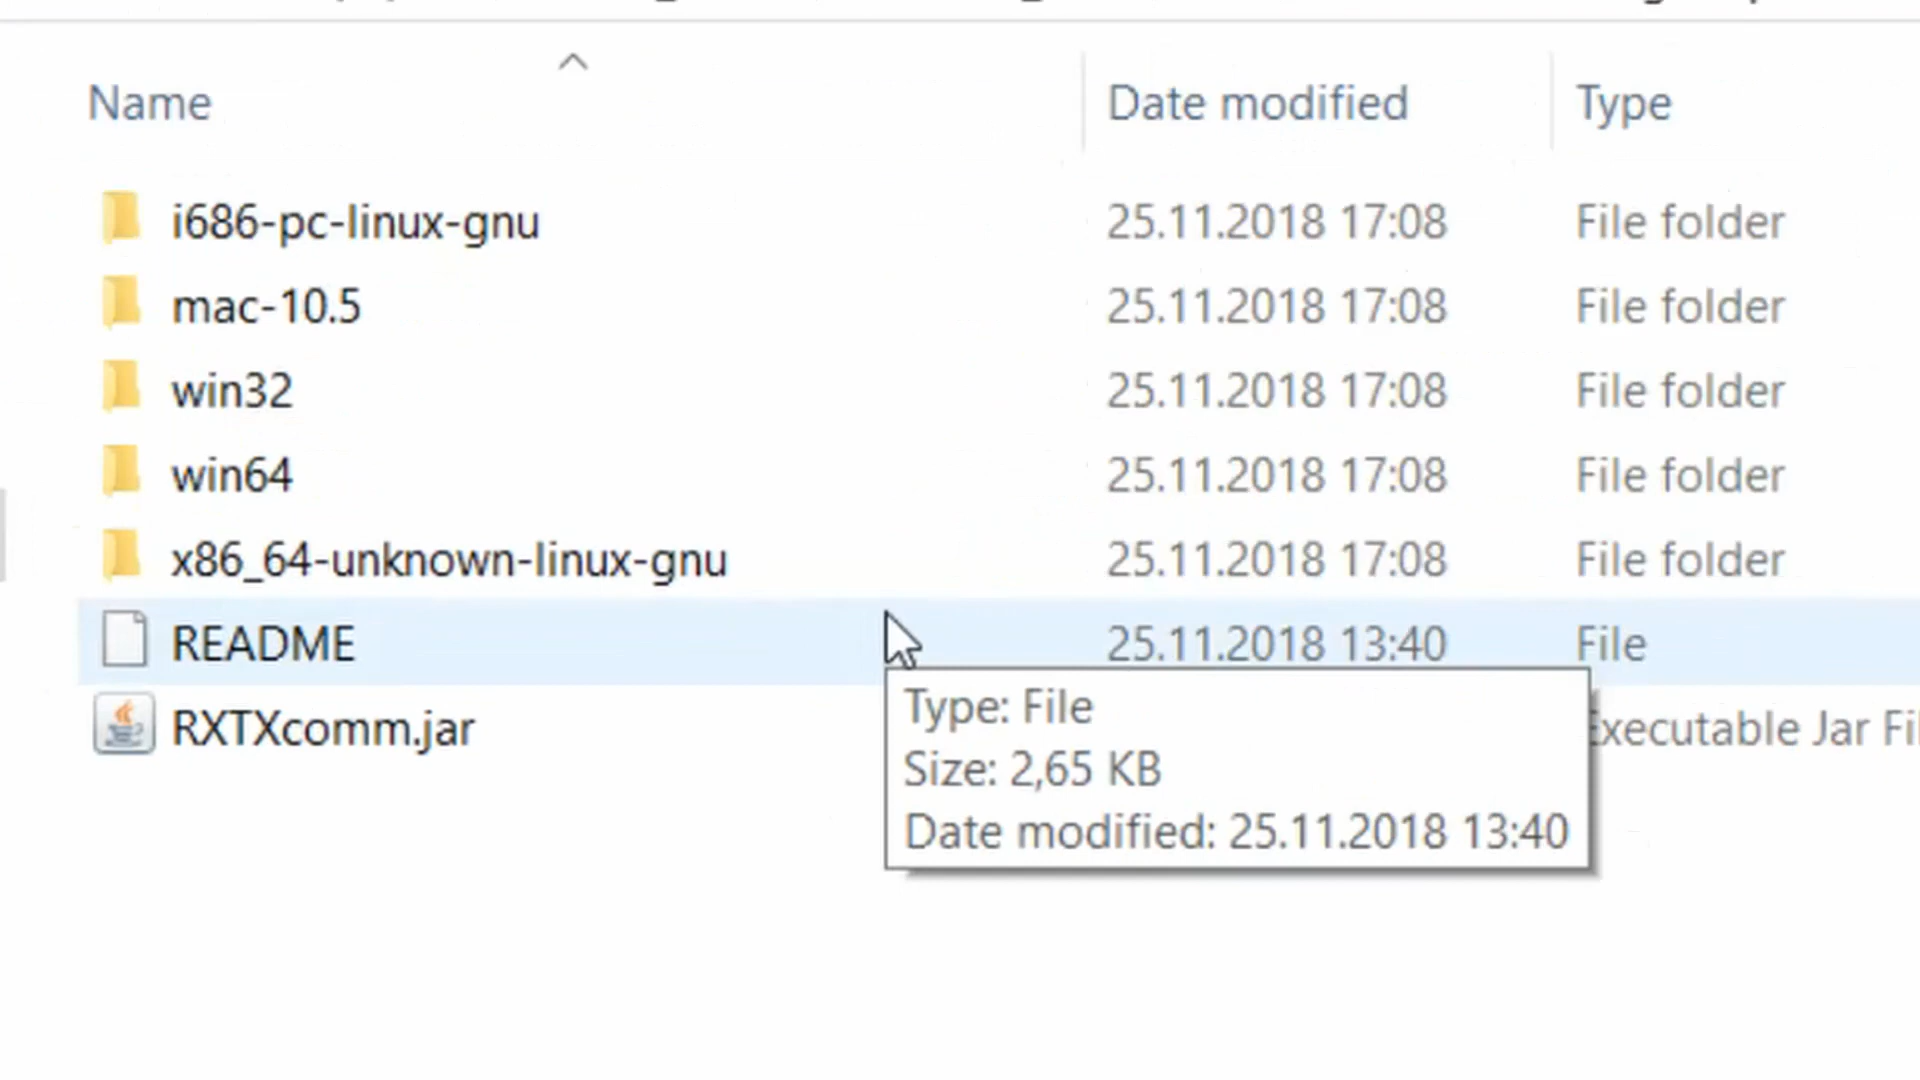 Name Date modified Type
i686-pc-linux-gnu 25.11.2018 17:08 File folder
mac-10.5 25.11.2018 17:08 File folder
win32 25.11.2018 17:08 File folder
win64 25.11.2018 17:08 File folder
x86_64-unknown-linux-gnu 25.11.2018 17:08 File folder
README 25.11.2018 13:40 File
RXTXcomm.jar Executable Jar Fil
Type: File
Size: 2,65 KB
Date modified: 25.11.2018 13:40